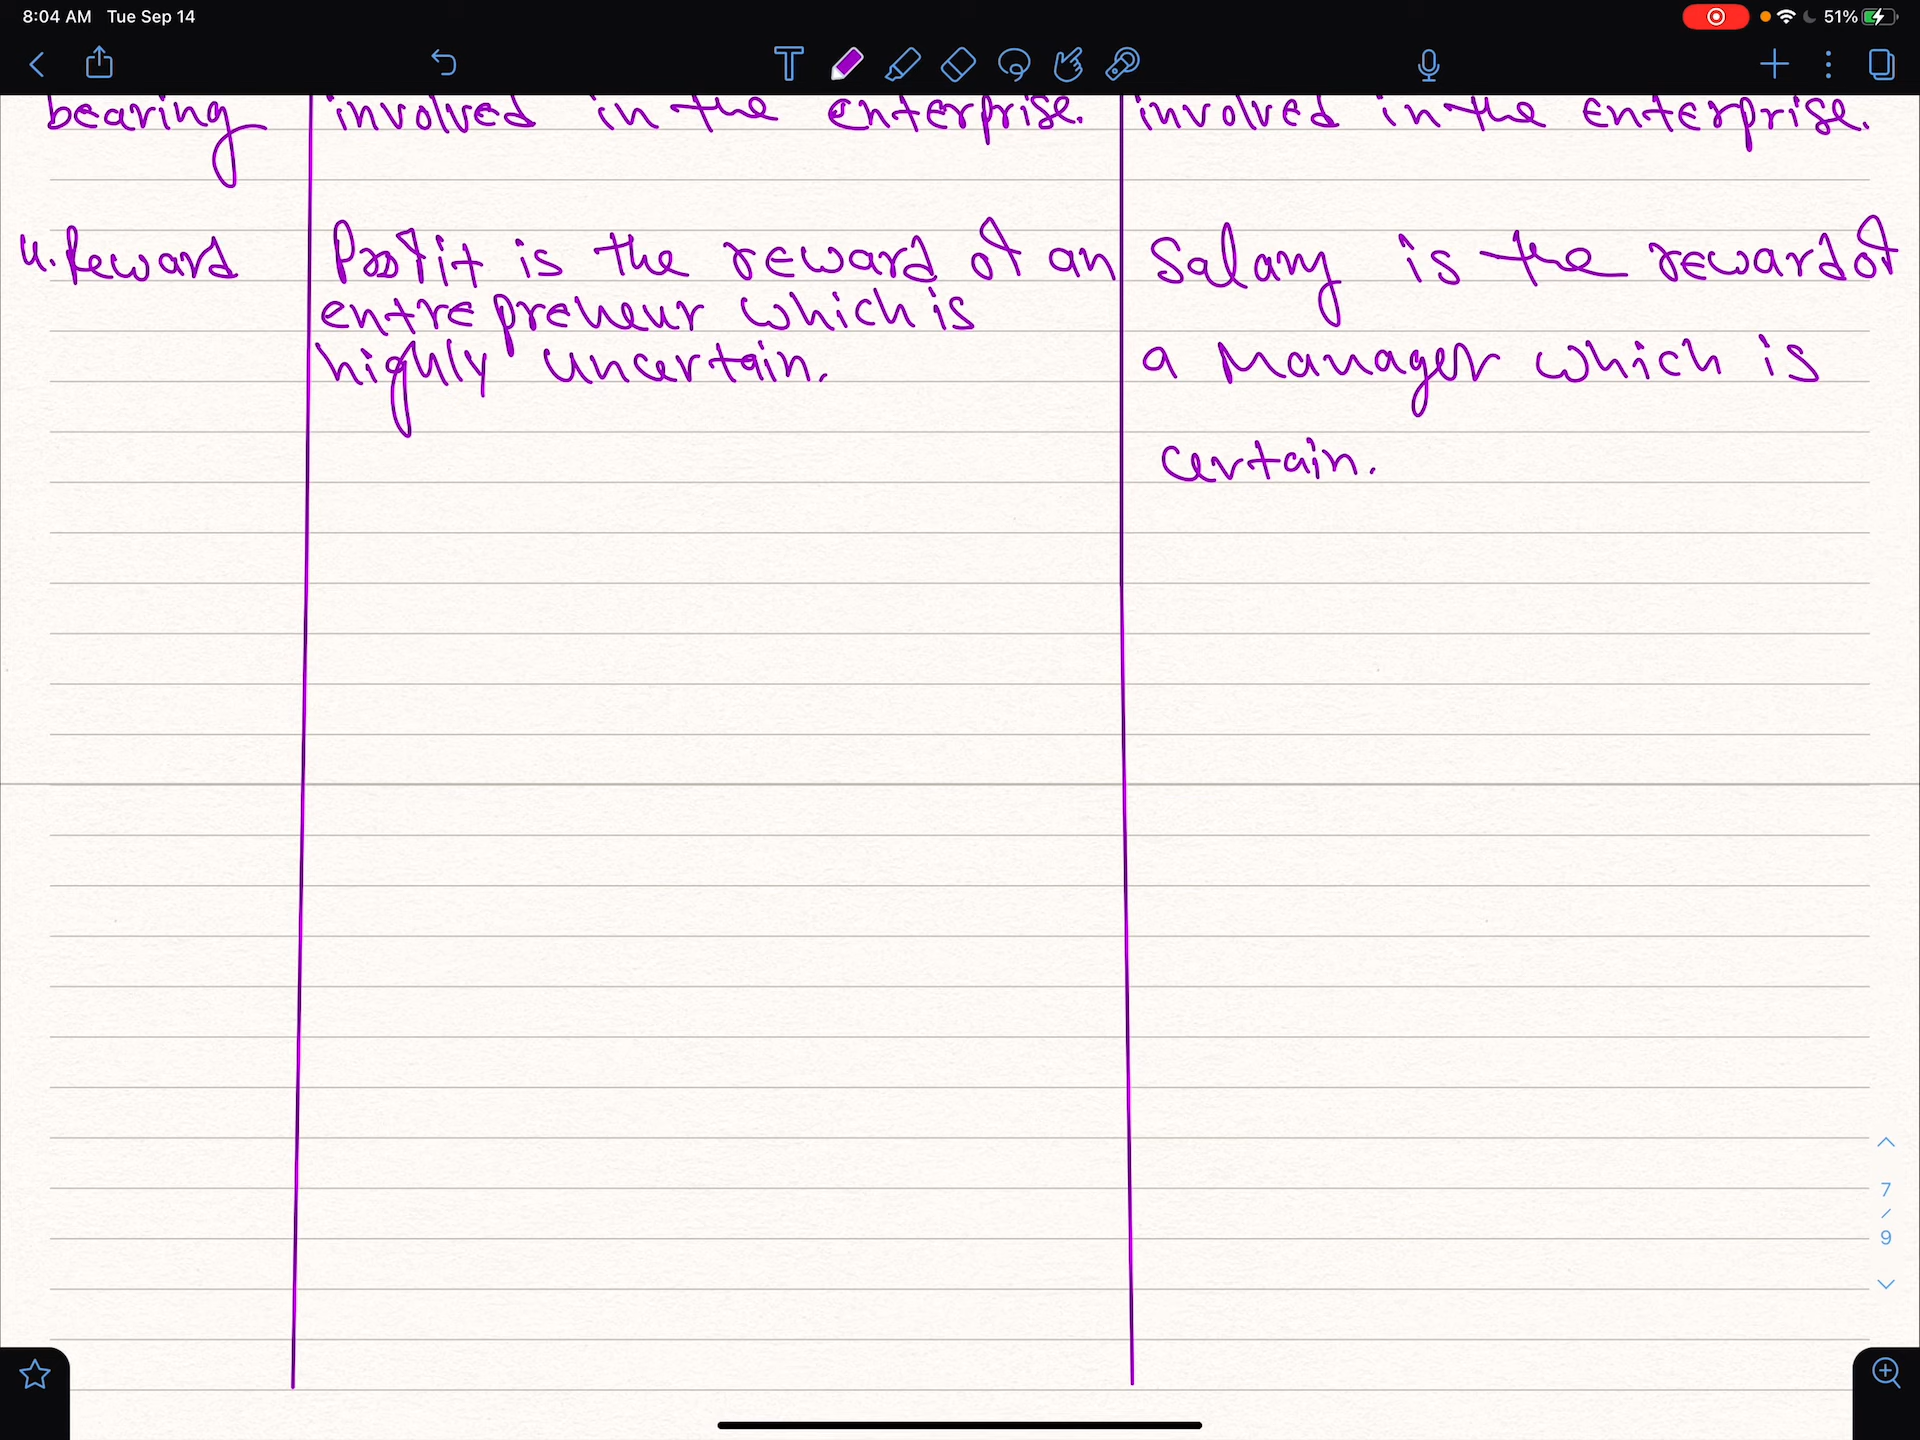 8:04 AM Tue Sep 14
51%
bearing
involved in the enterprise.
involved in the enterprise.
4. Reward
Profit is the reward of an
entrepreneur which is
highly uncertain.
Salary is the reward of
a Manager which is
certain.
7
/
9